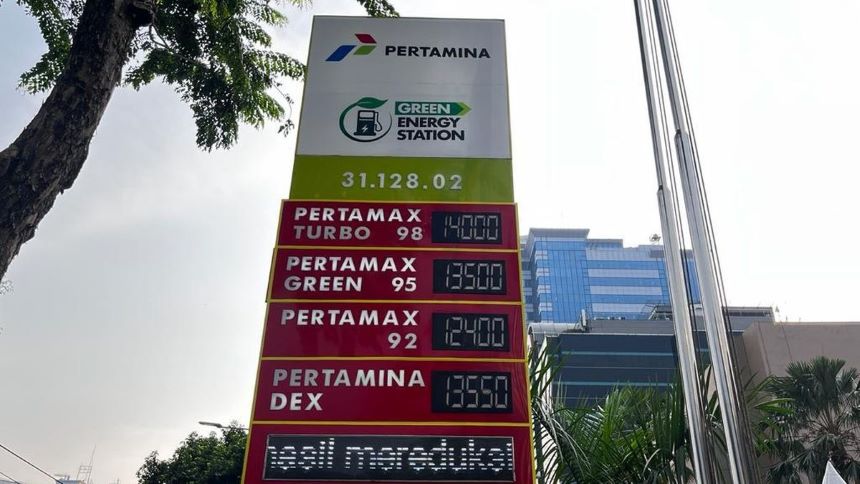 PERTAMINA
GREEN
ENERGY
STATION
31.128.02
PERTAMAX
TURBO 98 14000
PERTAMAX
GREEN 95 13500
PERTAMAX
92 12400
PERTAMINA
DEX 13550